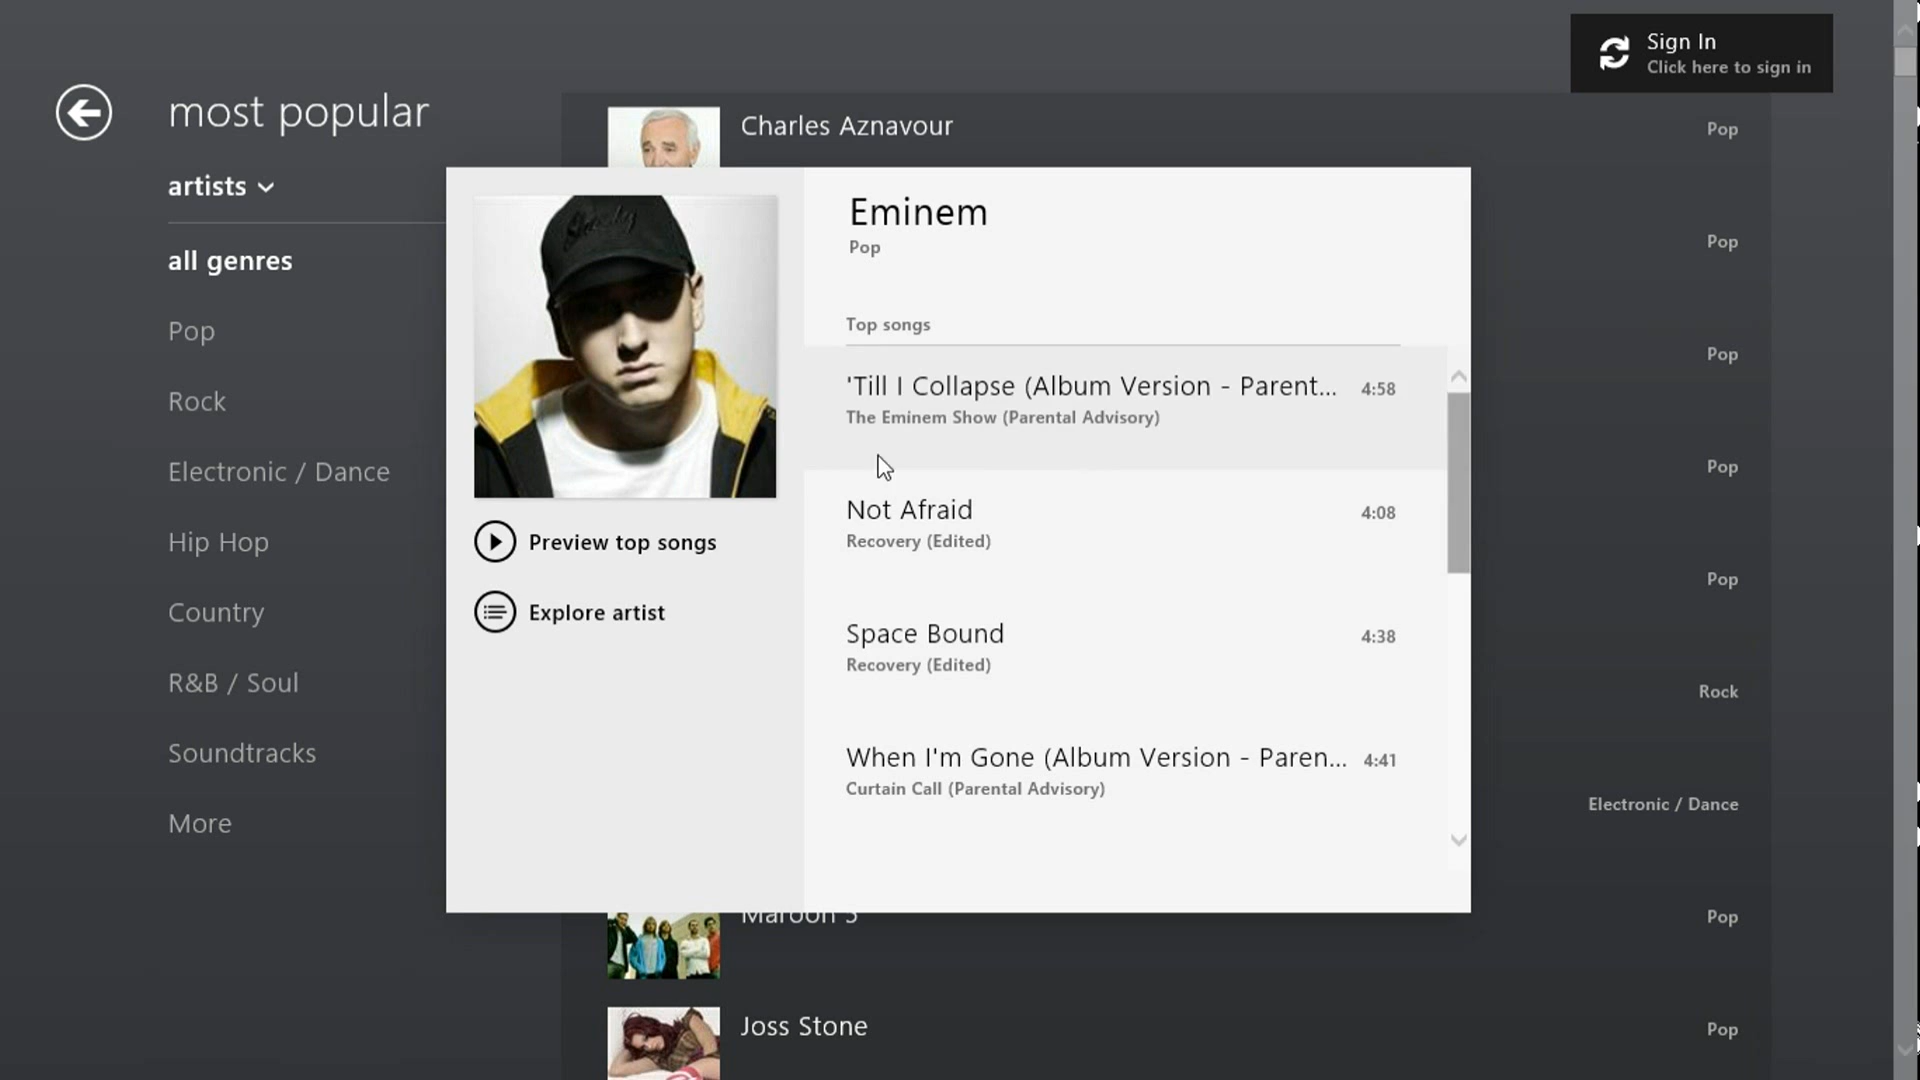 Sign In
Click here to sign in
most popular
artists
all genres
Pop
Rock
Electronic / Dance
Hip Hop
Country
R&B / Soul
Soundtracks
More
Charles Aznavour
Pop
Pop
Pop
Pop
Pop
Rock
Electronic / Dance
Eminem
Pop
Top songs
'Till I Collapse (Album Version - Parent... 4:58
The Eminem Show (Parental Advisory)
Not Afraid 4:08
Recovery (Edited)
Space Bound 4:38
Recovery (Edited)
When I'm Gone (Album Version - Paren... 4:41
Curtain Call (Parental Advisory)
Preview top songs
Explore artist
Maroon 5
Pop
Joss Stone
Pop